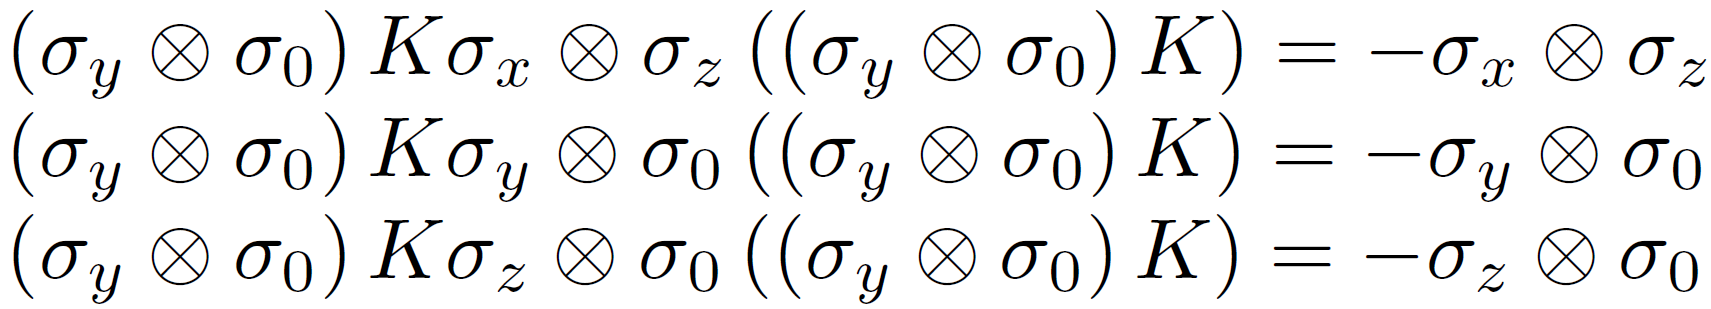 (σ_y ⊗ σ_0) Kσ_x ⊗ σ_z ((σ_y ⊗ σ_0) K) = −σ_x ⊗ σ_z
(σ_y ⊗ σ_0) Kσ_y ⊗ σ_0 ((σ_y ⊗ σ_0) K) = −σ_y ⊗ σ_0
(σ_y ⊗ σ_0) Kσ_z ⊗ σ_0 ((σ_y ⊗ σ_0) K) = −σ_z ⊗ σ_0